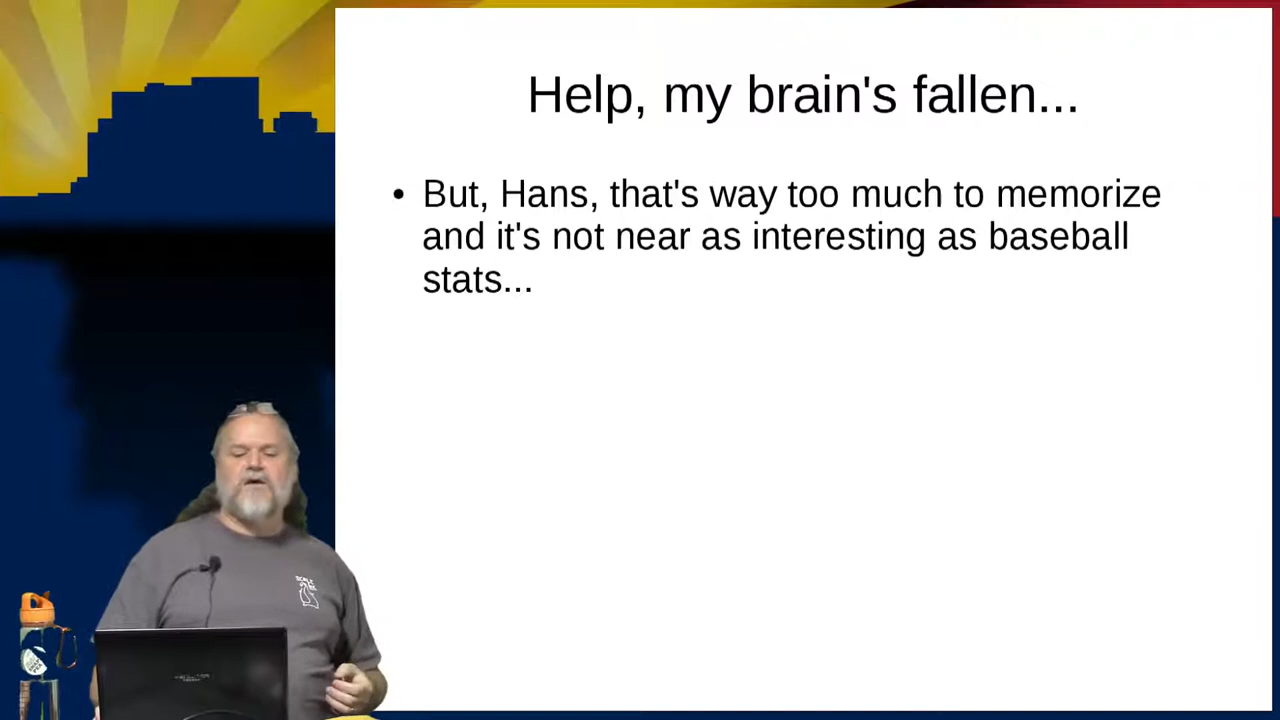 Help, my brain's fallen...
• But, Hans, that's way too much to memorize
and it's not near as interesting as baseball
stats...